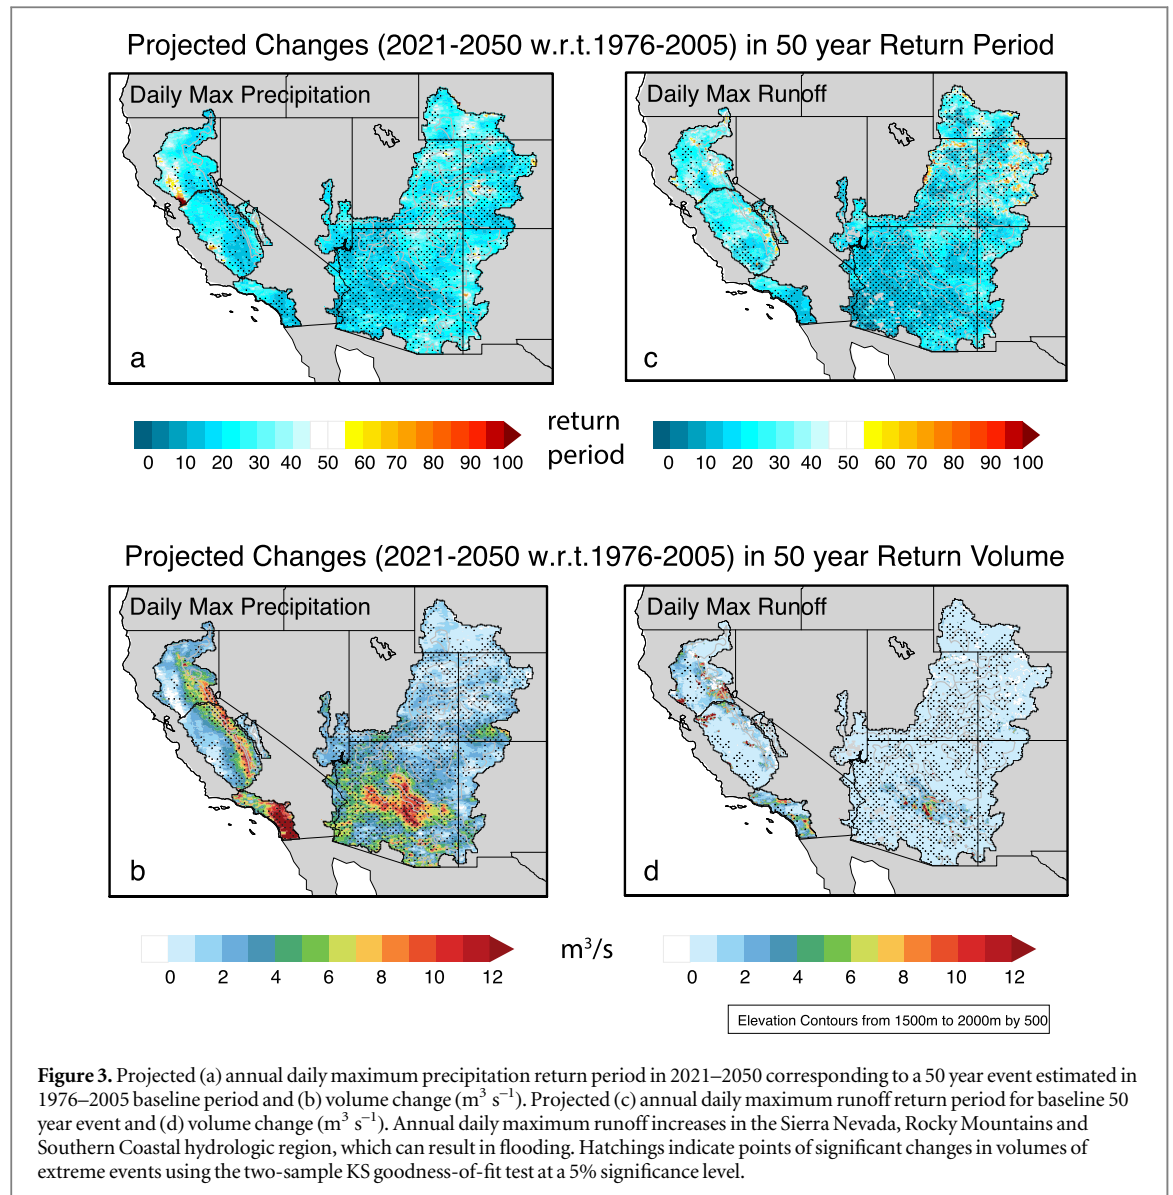 Projected Changes (2021-2050 w.r.t.1976-2005) in 50 year Return Period
Daily Max Precipitation
Daily Max Runoff
a
c
0 10 20 30 40 50 60 70 80 90 100
return
period
0 10 20 30 40 50 60 70 80 90 100
Projected Changes (2021-2050 w.r.t.1976-2005) in 50 year Return Volume
Daily Max Precipitation
Daily Max Runoff
b
d
0 2 4 6 8 10 12
m³/s
0 2 4 6 8 10 12
Elevation Contours from 1500m to 2000m by 500
Figure 3. Projected (a) annual daily maximum precipitation return period in 2021–2050 corresponding to a 50 year event estimated in
1976–2005 baseline period and (b) volume change (m³ s⁻¹). Projected (c) annual daily maximum runoff return period for baseline 50
year event and (d) volume change (m³ s⁻¹). Annual daily maximum runoff increases in the Sierra Nevada, Rocky Mountains and
Southern Coastal hydrologic region, which can result in flooding. Hatchings indicate points of significant changes in volumes of
extreme events using the two-sample KS goodness-of-fit test at a 5% significance level.